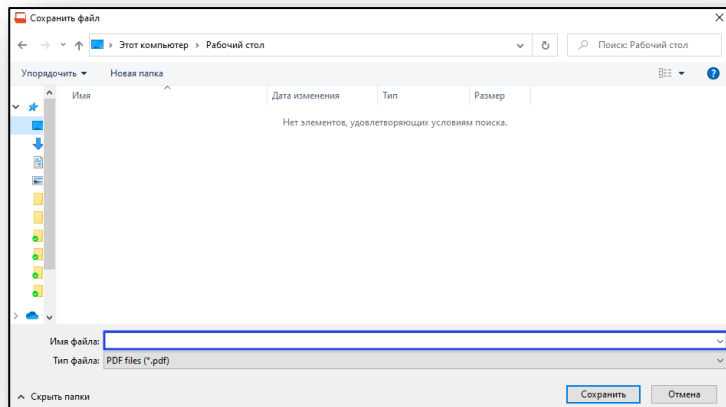 Сохранить файл
Этот компьютер › Рабочий стол
Поиск: Рабочий стол
Упорядочить Новая папка
Имя Дата изменения Тип Размер
Нет элементов, удовлетворяющих условиям поиска.
Имя файла:
Тип файла: PDF files (*.pdf)
Скрыть папки Сохранить Отмена